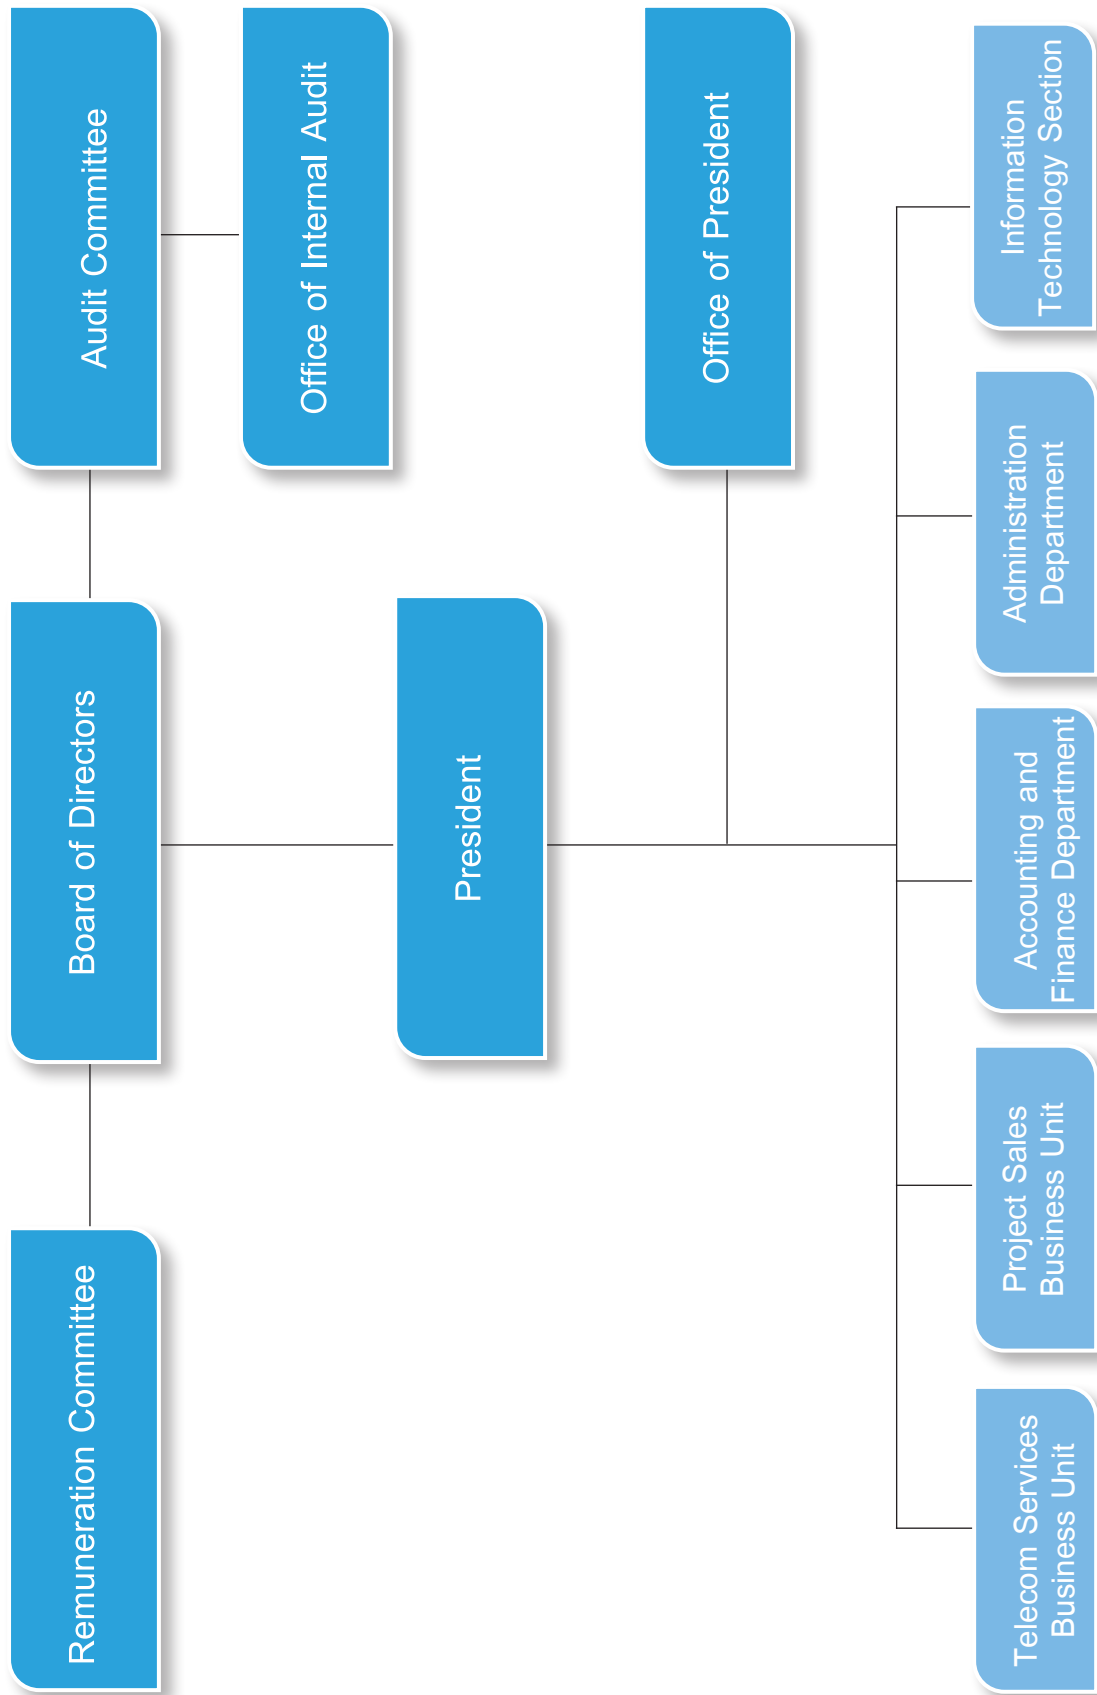 Remuneration Committee
Board of Directors
Audit Committee
Office of Internal Audit
President
Office of President
Telecom Services
Business Unit
Project Sales
Business Unit
Accounting and
Finance Department
Administration
Department
Information
Technology Section